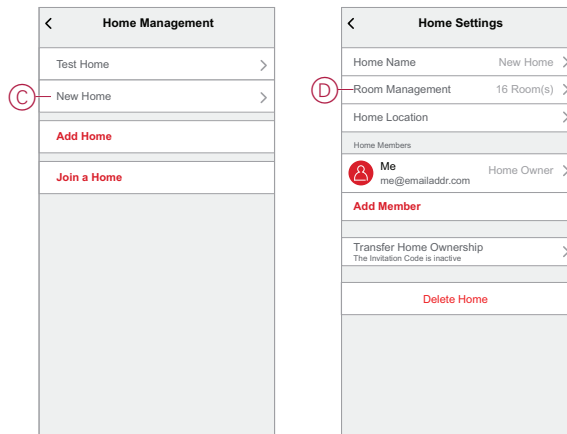 Home Management
Test Home
C
New Home
Add Home
Join a Home
Home Settings
Home Name New Home
D
Room Management 16 Room(s)
Home Location
Home Members
Me
me@emailaddr.com
Home Owner
Add Member
Transfer Home Ownership
The Invitation Code is inactive
Delete Home